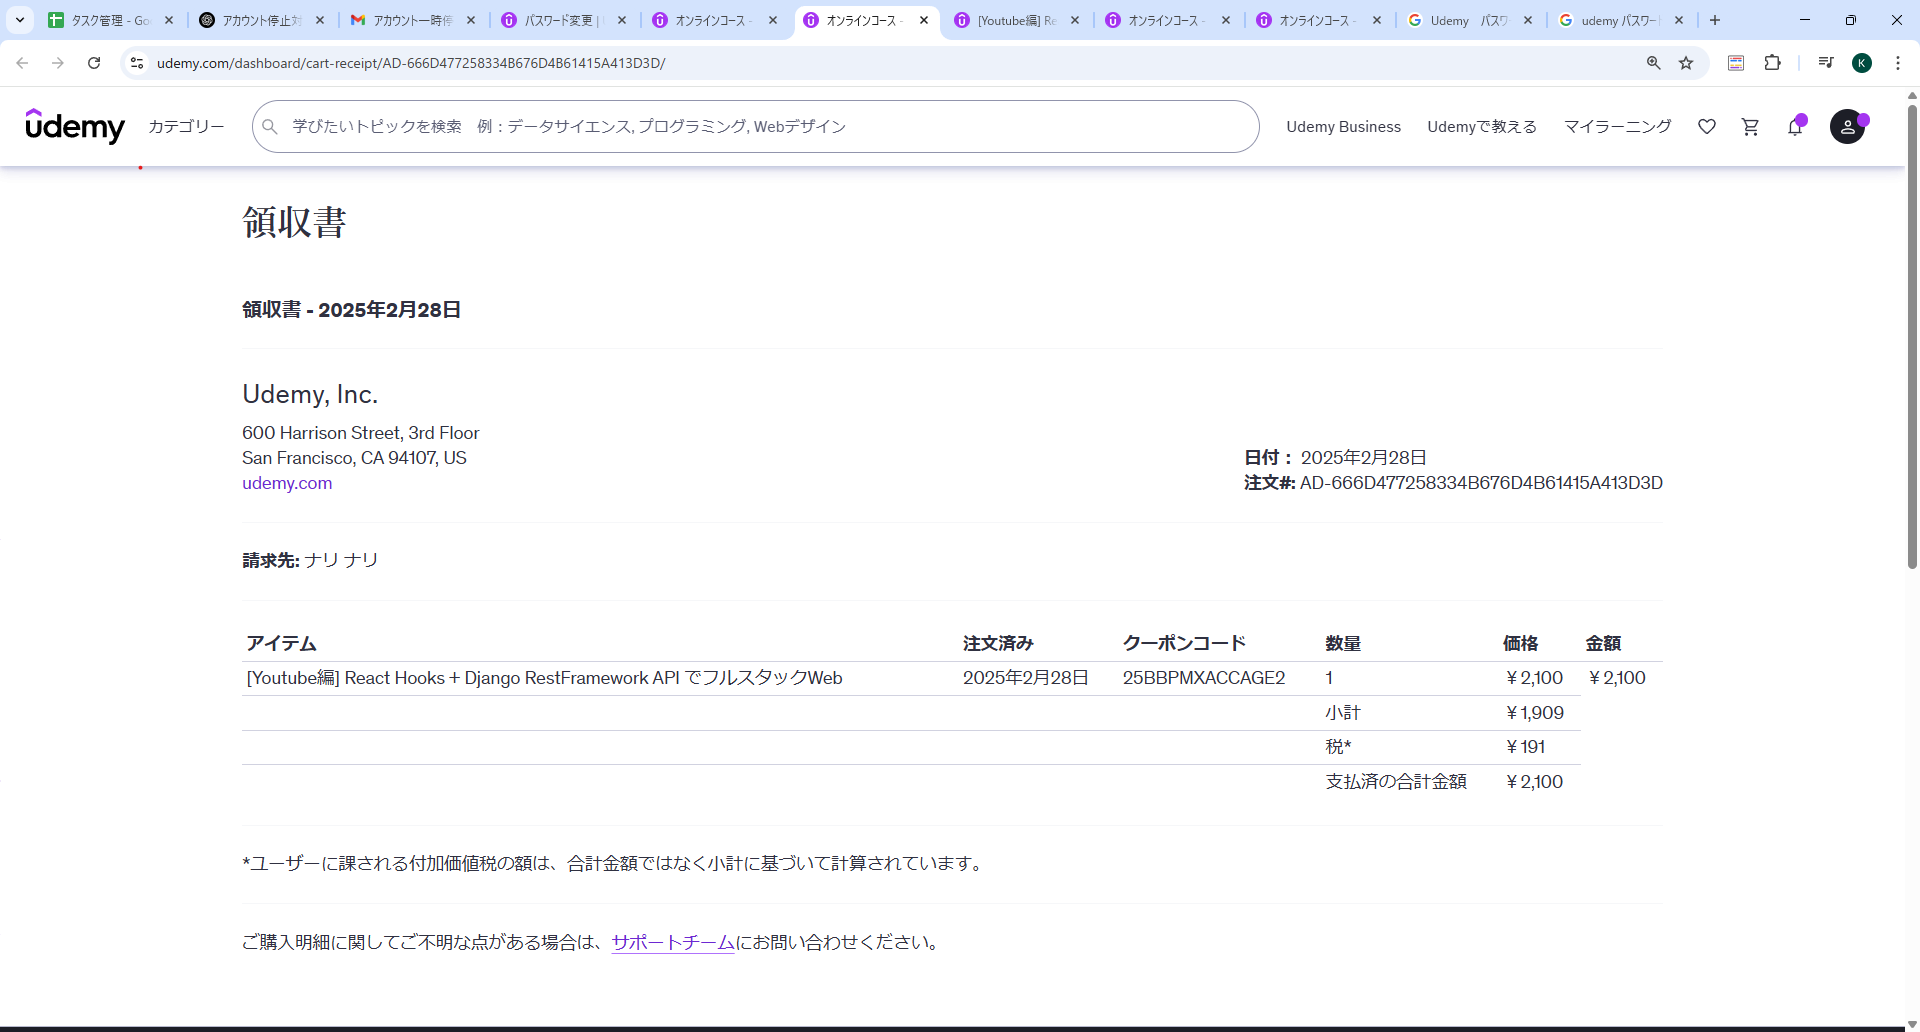 タスク管理 - Go
アカウント停止対
アカウント一時停
パスワード変更 | 
オンラインコース -
オンラインコース -
[Youtube編] Re
オンラインコース -
オンラインコース -
Udemy パスワ
udemy パスワー
udemy.com/dashboard/cart-receipt/AD-666D477258334B676D4B61415A413D3D/
K
udemy
カテゴリー
学びたいトピックを検索 例：データサイエンス, プログラミング, Webデザイン
Udemy Business
Udemyで教える
マイラーニング
領収書
領収書 - 2025年2月28日
Udemy, Inc.
600 Harrison Street, 3rd Floor
San Francisco, CA 94107, US
udemy.com
日付： 2025年2月28日
注文#: AD-666D477258334B676D4B61415A413D3D
請求先: ナリ ナリ
アイテム 注文済み クーポンコード 数量 価格 金額
[Youtube編] React Hooks + Django RestFramework API でフルスタックWeb 2025年2月28日 25BBPMXACCAGE2 1 ￥2,100 ￥2,100
小計 ￥1,909
税* ￥191
支払済の合計金額 ￥2,100
*ユーザーに課される付加価値税の額は、合計金額ではなく小計に基づいて計算されています。
ご購入明細に関してご不明な点がある場合は、サポートチームにお問い合わせください。